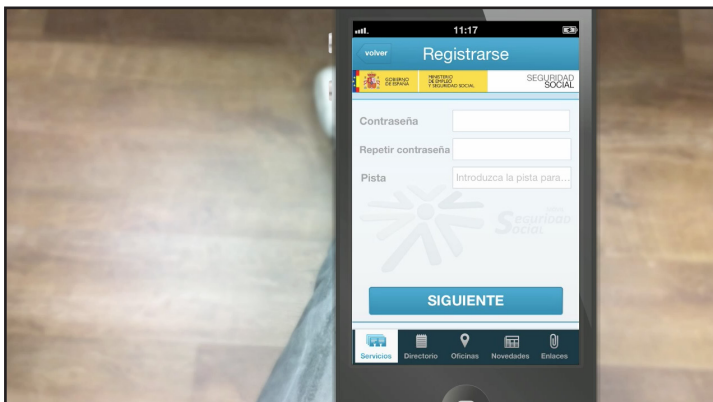 11:17
volver
Registrarse
GOBIERNO
DE ESPAÑA
MINISTERIO
DE EMPLEO
Y SEGURIDAD SOCIAL
SEGURIDAD
SOCIAL
Contraseña
Repetir contraseña
Pista
Introduzca la pista para...
Seguridad
Social
SIGUIENTE
Servicios
Directorio
Oficinas
Novedades
Enlaces